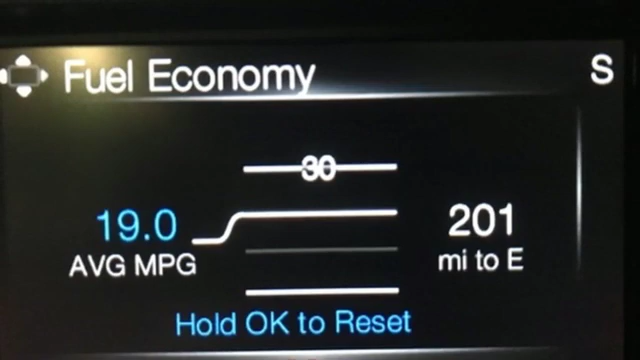 Fuel Economy
S
30
19.0
AVG MPG
201
mi to E
Hold OK to Reset